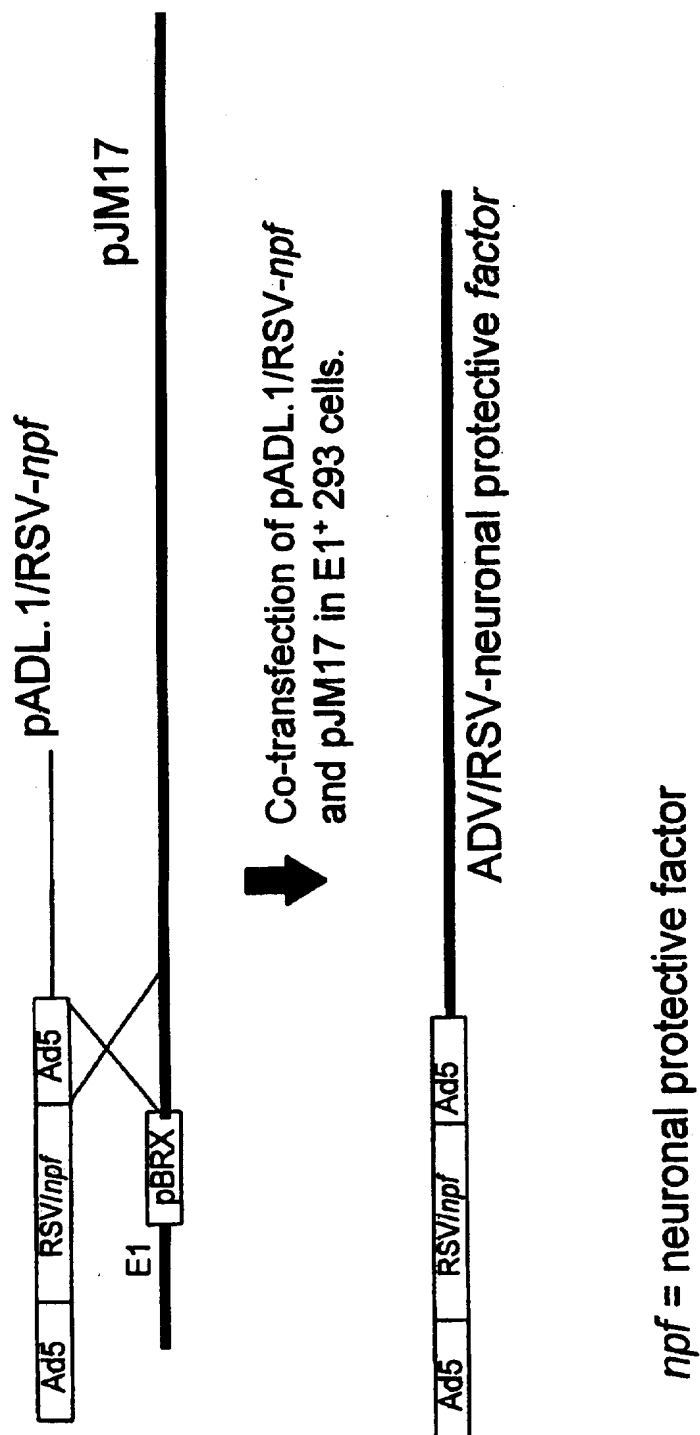 pADL.1/RSV-npf
Ad5 RSV/npf Ad5
pJM17
E1 pBRX
Co-transfection of pADL.1/RSV-npf
and pJM17 in E1+ 293 cells.
Ad5 RSV/npf Ad5
ADV/RSV-neuronal protective factor
npf = neuronal protective factor